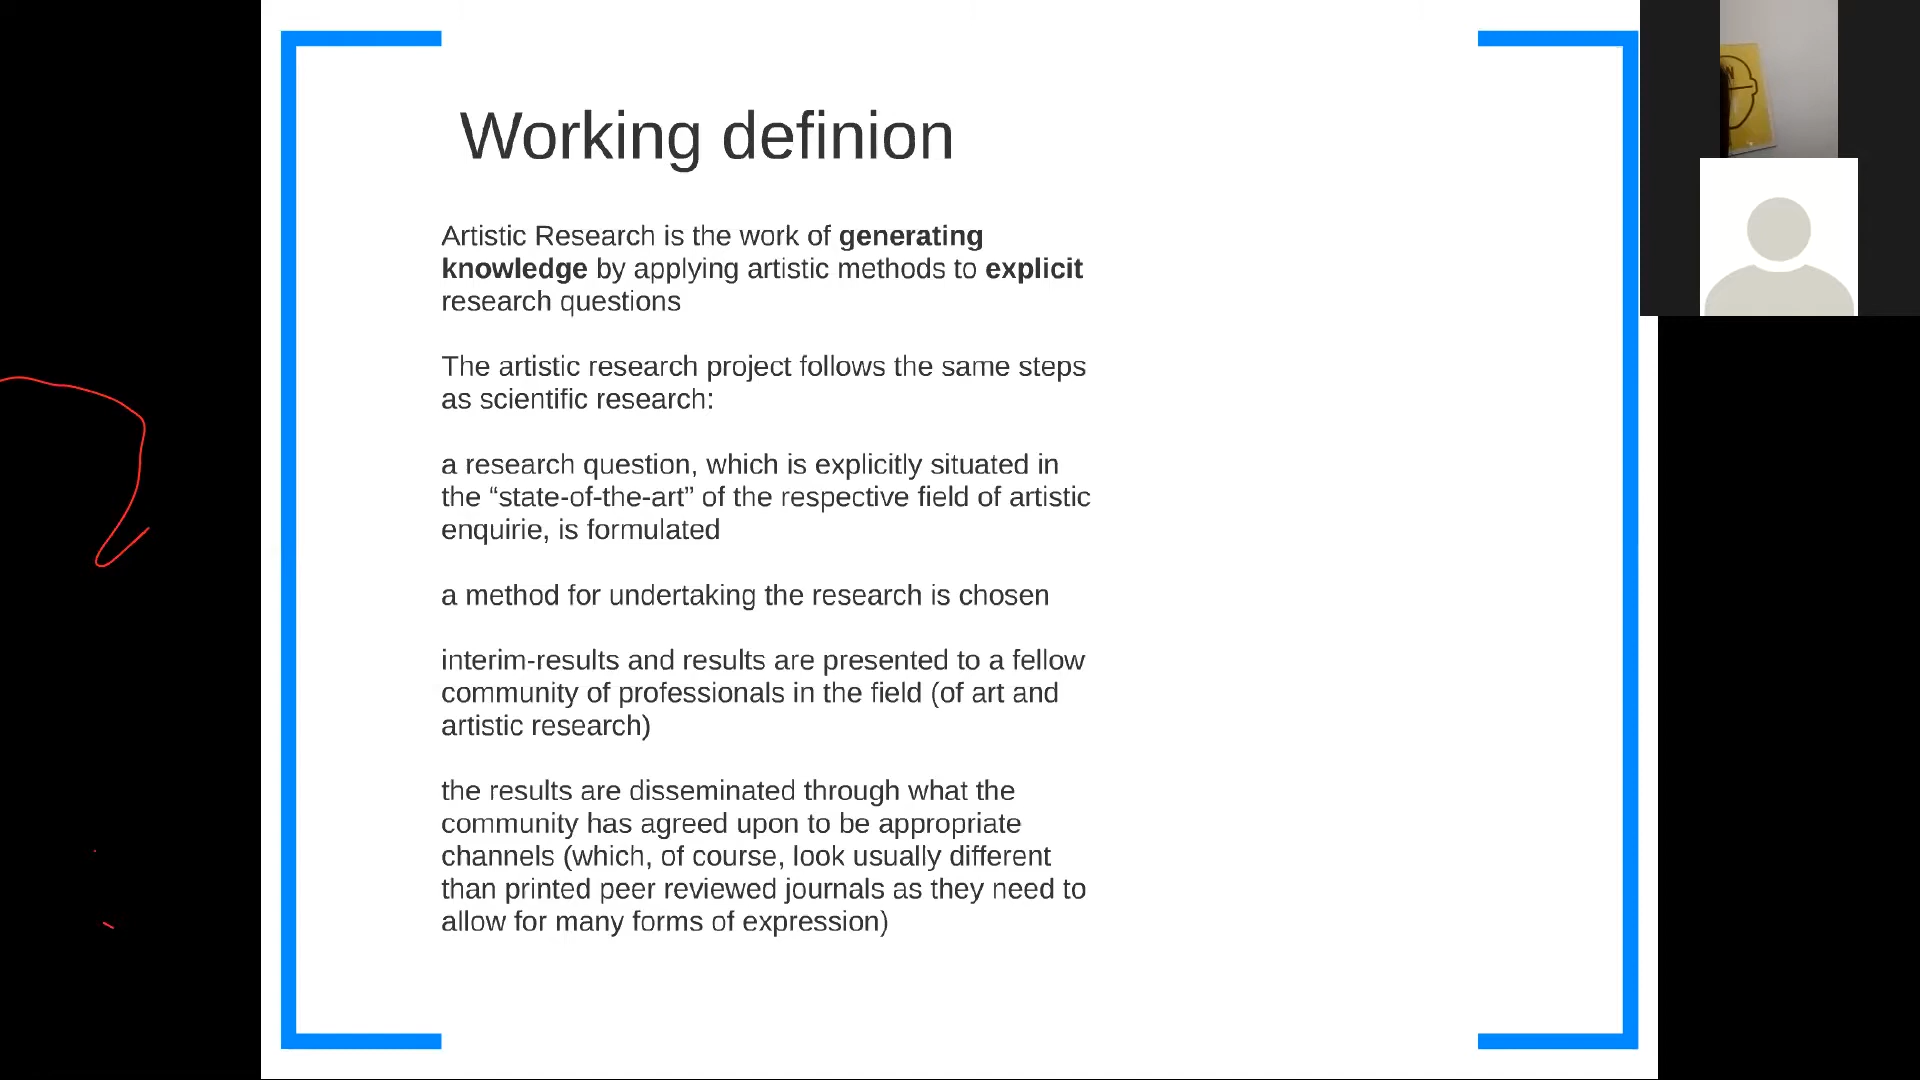 Working definion
Artistic Research is the work of generating
knowledge by applying artistic methods to explicit
research questions
The artistic research project follows the same steps
as scientific research:
a research question, which is explicitly situated in
the “state-of-the-art” of the respective field of artistic
enquirie, is formulated
a method for undertaking the research is chosen
interim-results and results are presented to a fellow
community of professionals in the field (of art and
artistic research)
the results are disseminated through what the
community has agreed upon to be appropriate
channels (which, of course, look usually different
than printed peer reviewed journals as they need to
allow for many forms of expression)